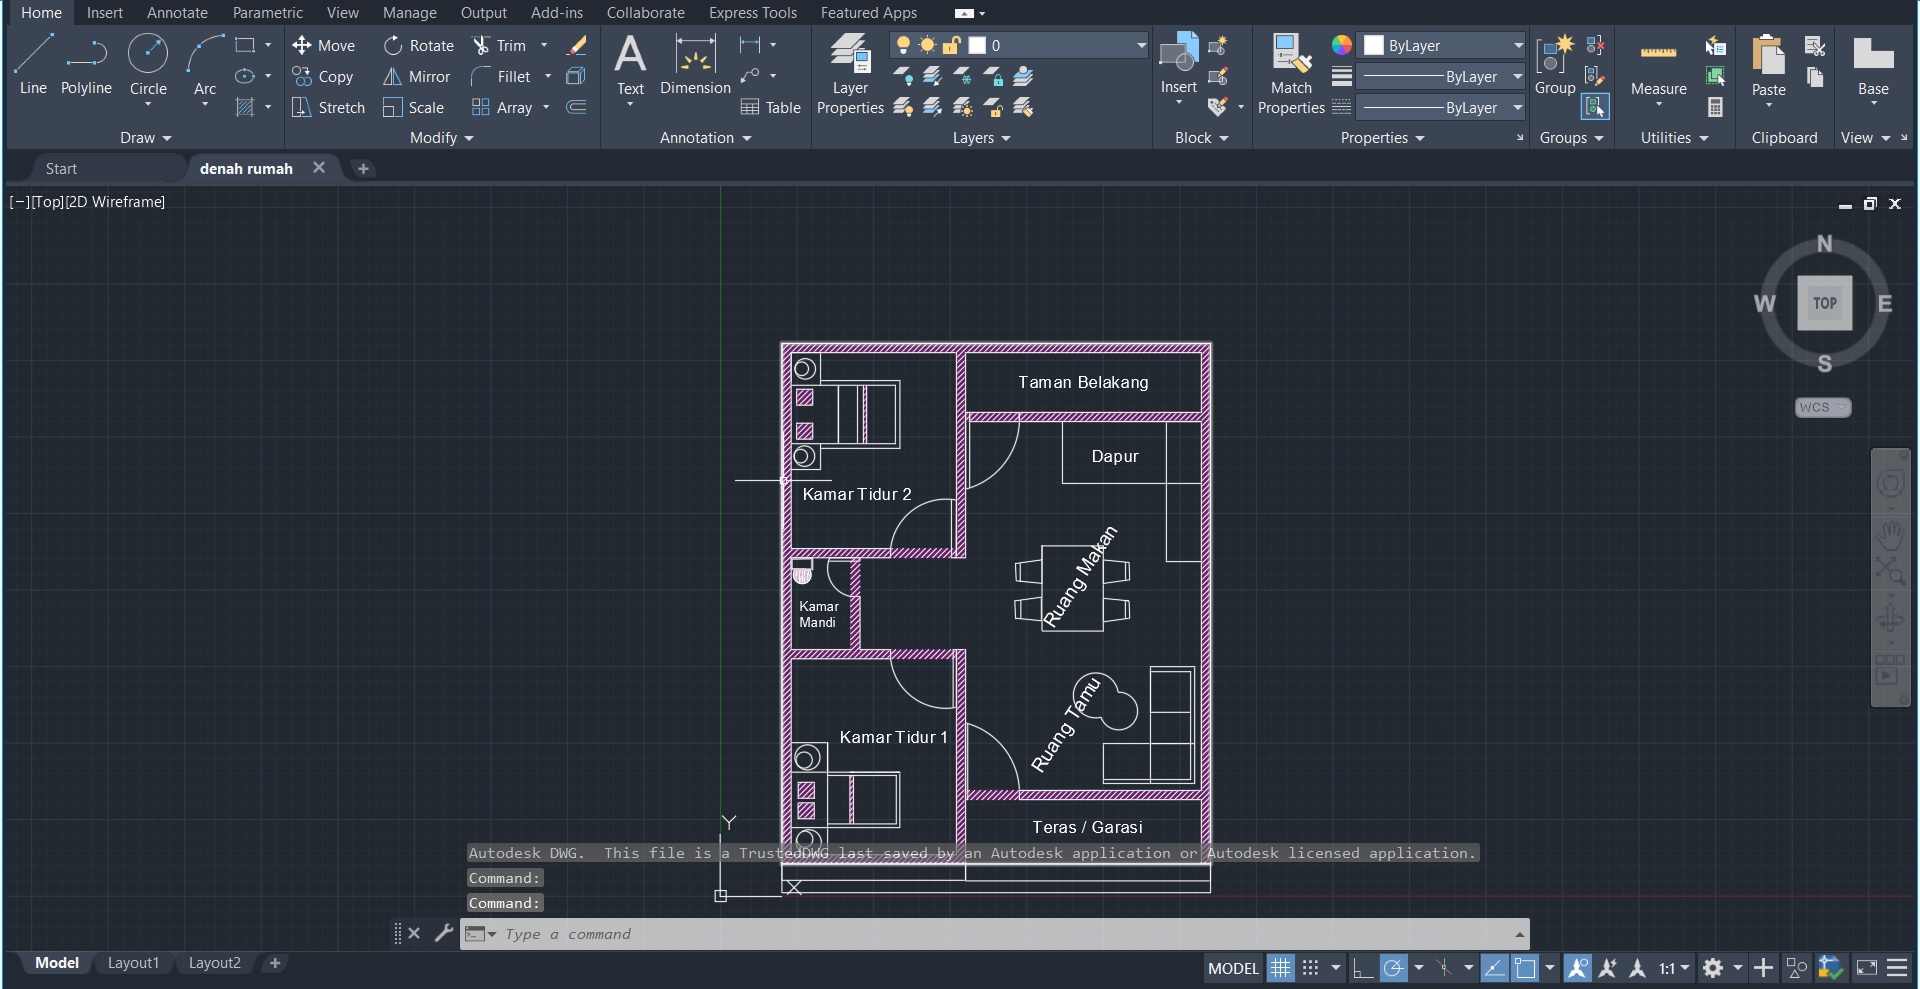 Home Insert Annotate Parametric View Manage Output Add-ins Collaborate Express Tools Featured Apps
Line Polyline Circle Arc
Move Rotate Trim
Copy Mirror Fillet
Stretch Scale Array
Text Dimension Table
Layer Properties
0
Insert
Match Properties
ByLayer
ByLayer
ByLayer
Group Measure Paste Base
Draw Modify Annotation Layers Block Properties Groups Utilities Clipboard View
Start denah rumah
[−][Top][2D Wireframe]
N
W TOP E
S
WCS
Taman Belakang
Dapur
Kamar Tidur 2
Ruang Makan
Kamar
Mandi
Ruang Tamu
Kamar Tidur 1
Teras / Garasi
Y
X
Autodesk DWG. This file is a TrustedDWG last saved by an Autodesk application or Autodesk licensed application.
Command:
Command:
Type a command
Model Layout1 Layout2
MODEL 1:1